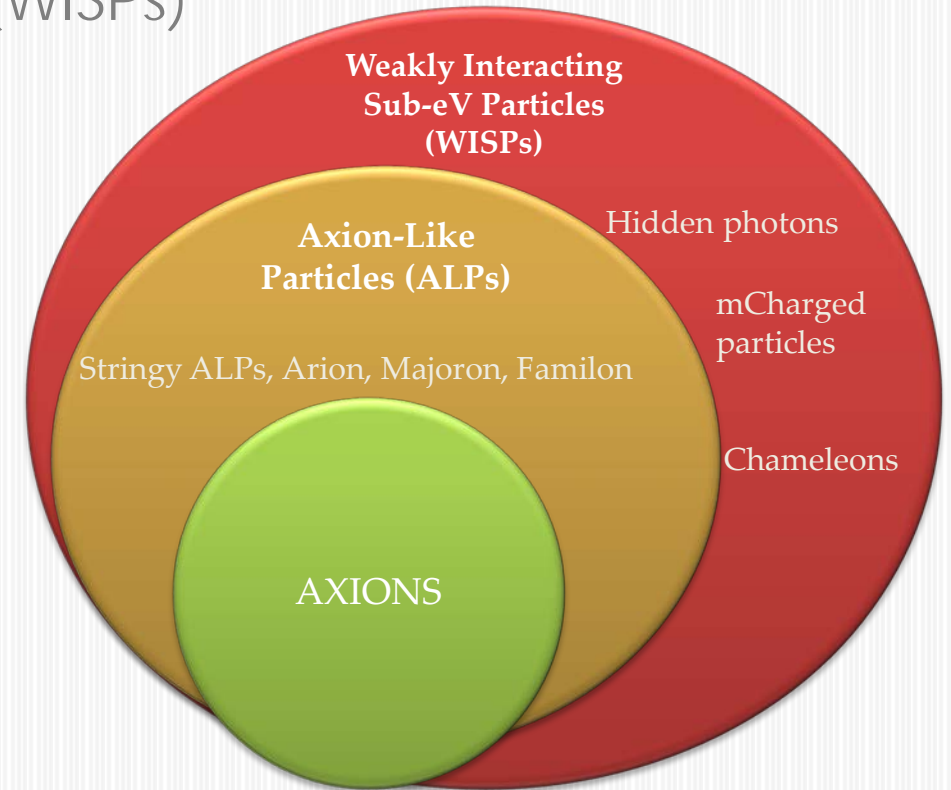 (WISPs)
Weakly Interacting
Sub-eV Particles
(WISPs)
Hidden photons
Axion-Like
Particles (ALPs)
mCharged
particles
Stringy ALPs, Arion, Majoron, Familon
Chameleons
AXIONS